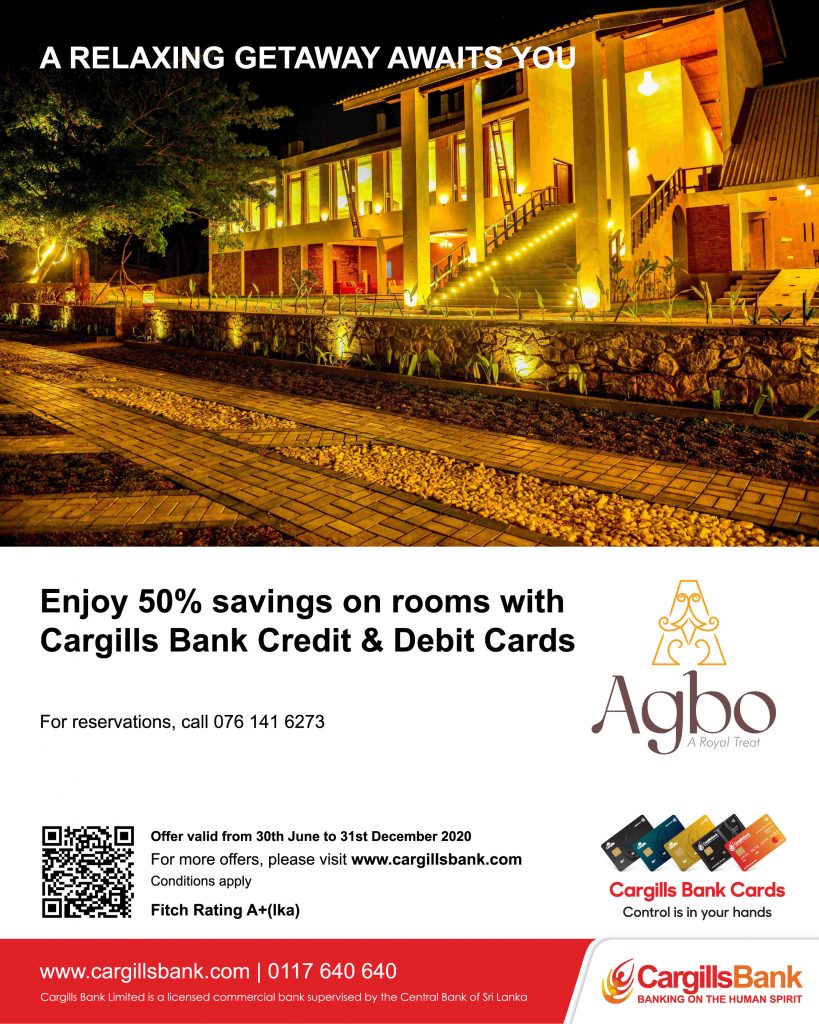 A RELAXING GETAWAY AWAITS YOU
Enjoy 50% savings on rooms with
Cargills Bank Credit & Debit Cards
For reservations, call 076 141 6273
Agbo
A Royal Treat
Offer valid from 30th June to 31st December 2020
For more offers, please visit www.cargillsbank.com
Conditions apply
Fitch Rating A+(lka)
Cargills Bank Cards
Control is in your hands
www.cargillsbank.com | 0117 640 640
Cargills Bank Limited is a licensed commercial bank supervised by the Central Bank of Sri Lanka
CargillsBank
BANKING ON THE HUMAN SPIRIT